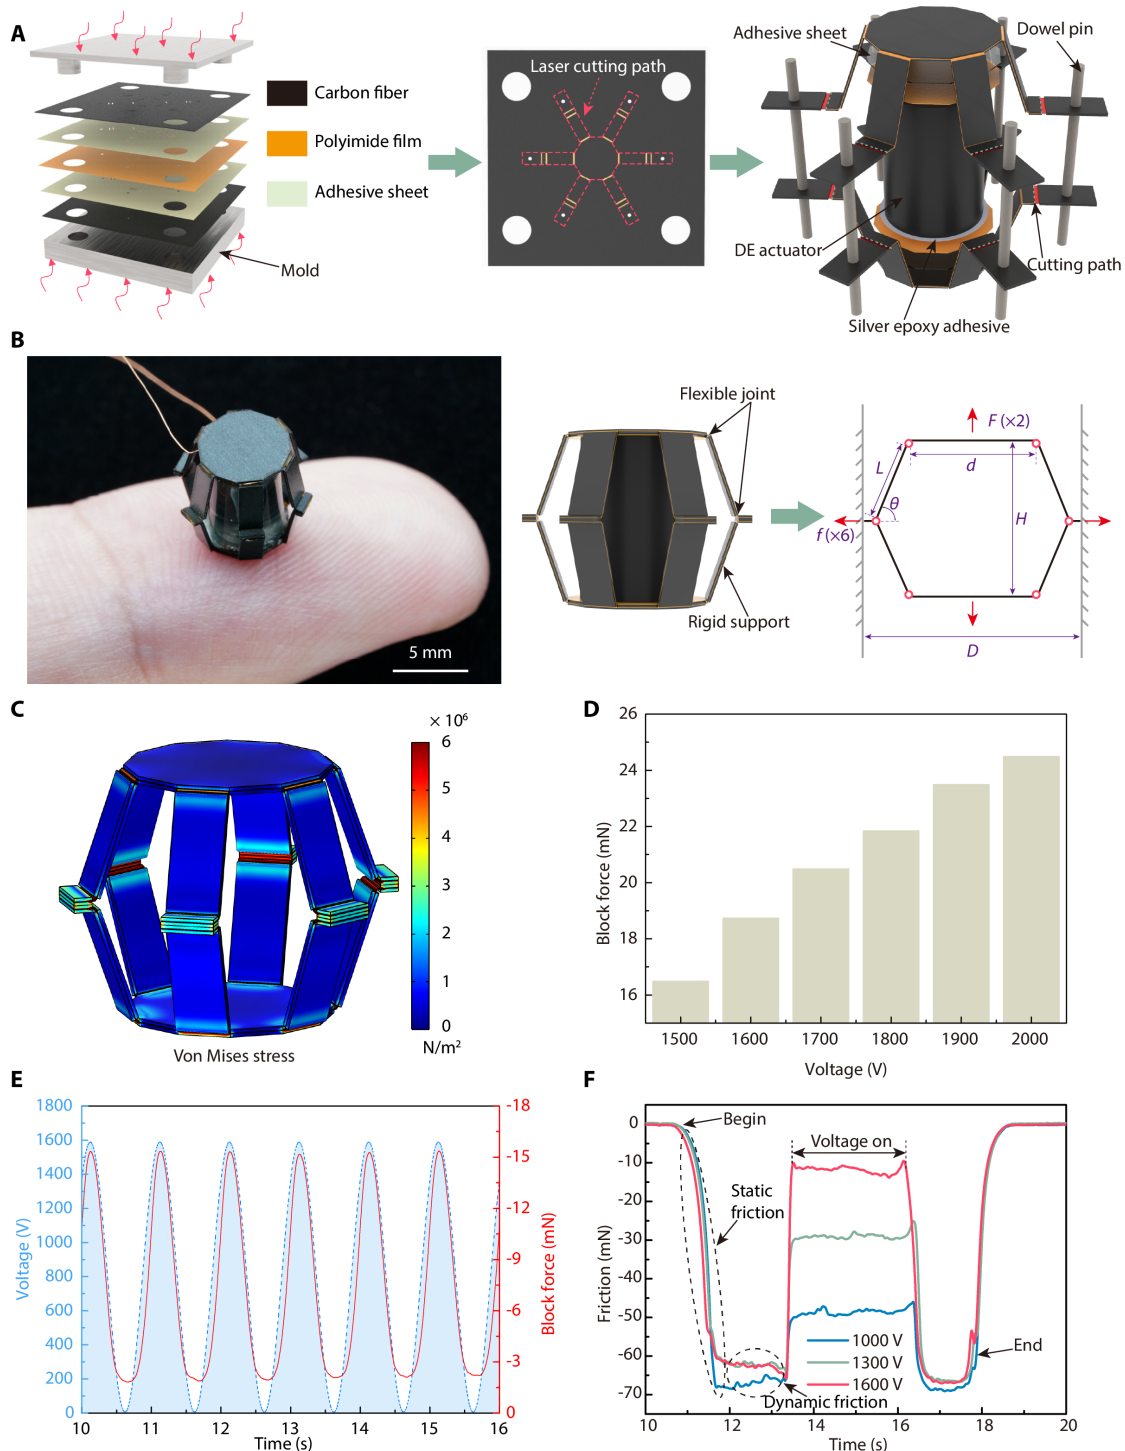 A
Carbon fiber
Polyimide film
Adhesive sheet
Mold
Laser cutting path
Adhesive sheet
Dowel pin
DE actuator
Cutting path
Silver epoxy adhesive
B
5 mm
Flexible joint
Rigid support
F (×2)
L
d
θ
H
f (×6)
D
C
× 10⁶
6
5
4
3
2
1
0
N/m²
Von Mises stress
D
26
24
22
20
18
16
Block force (mN)
1500 1600 1700 1800 1900 2000
Voltage (V)
E
1800
1600
1400
1200
1000
800
600
400
200
0
Voltage (V)
-18
-15
-12
-9
-6
-3
0
Block force (mN)
10 11 12 13 14 15 16
Time (s)
F
0
-10
-20
-30
-40
-50
-60
-70
Friction (mN)
Begin
Voltage on
Static
friction
1000 V
1300 V
1600 V
End
Dynamic friction
10 12 14 16 18 20
Time (s)